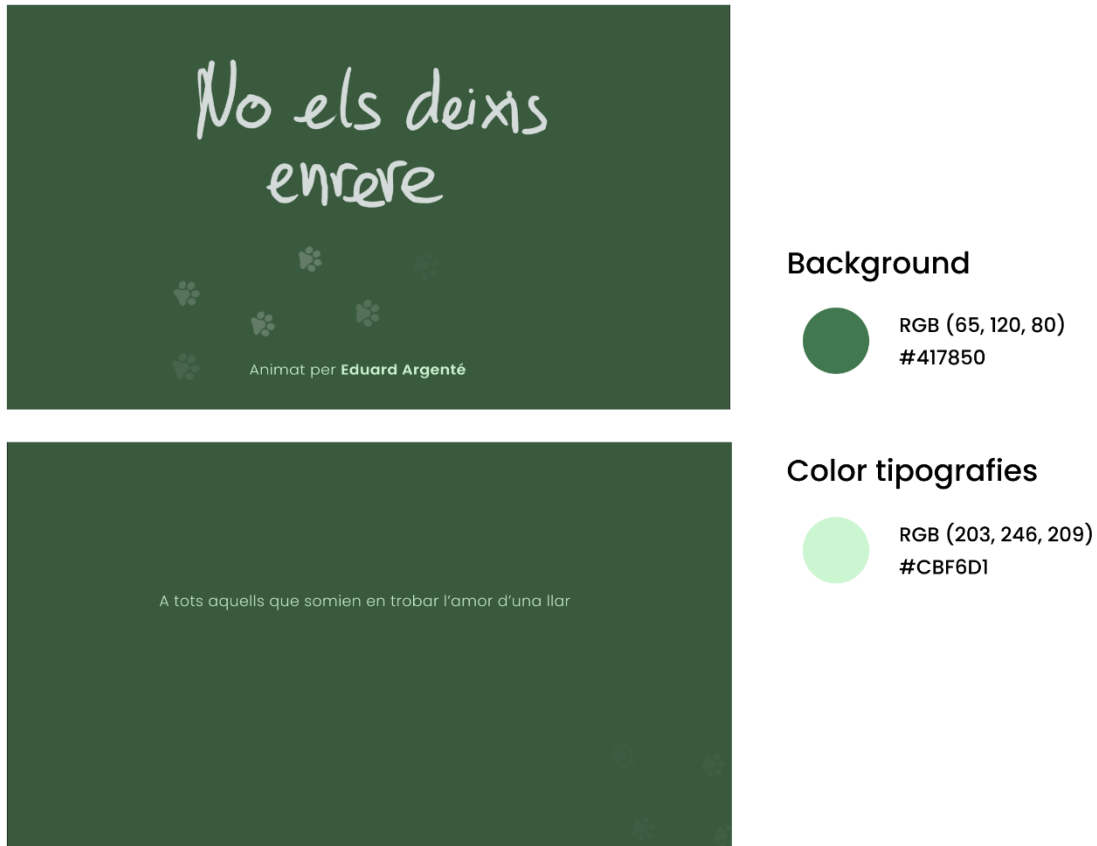 No els deixis
enrere
Animat per Eduard Argenté
A tots aquells que somien en trobar l'amor d'una llar
Background
RGB (65, 120, 80)
#417850
Color tipografies
RGB (203, 246, 209)
#CBF6D1